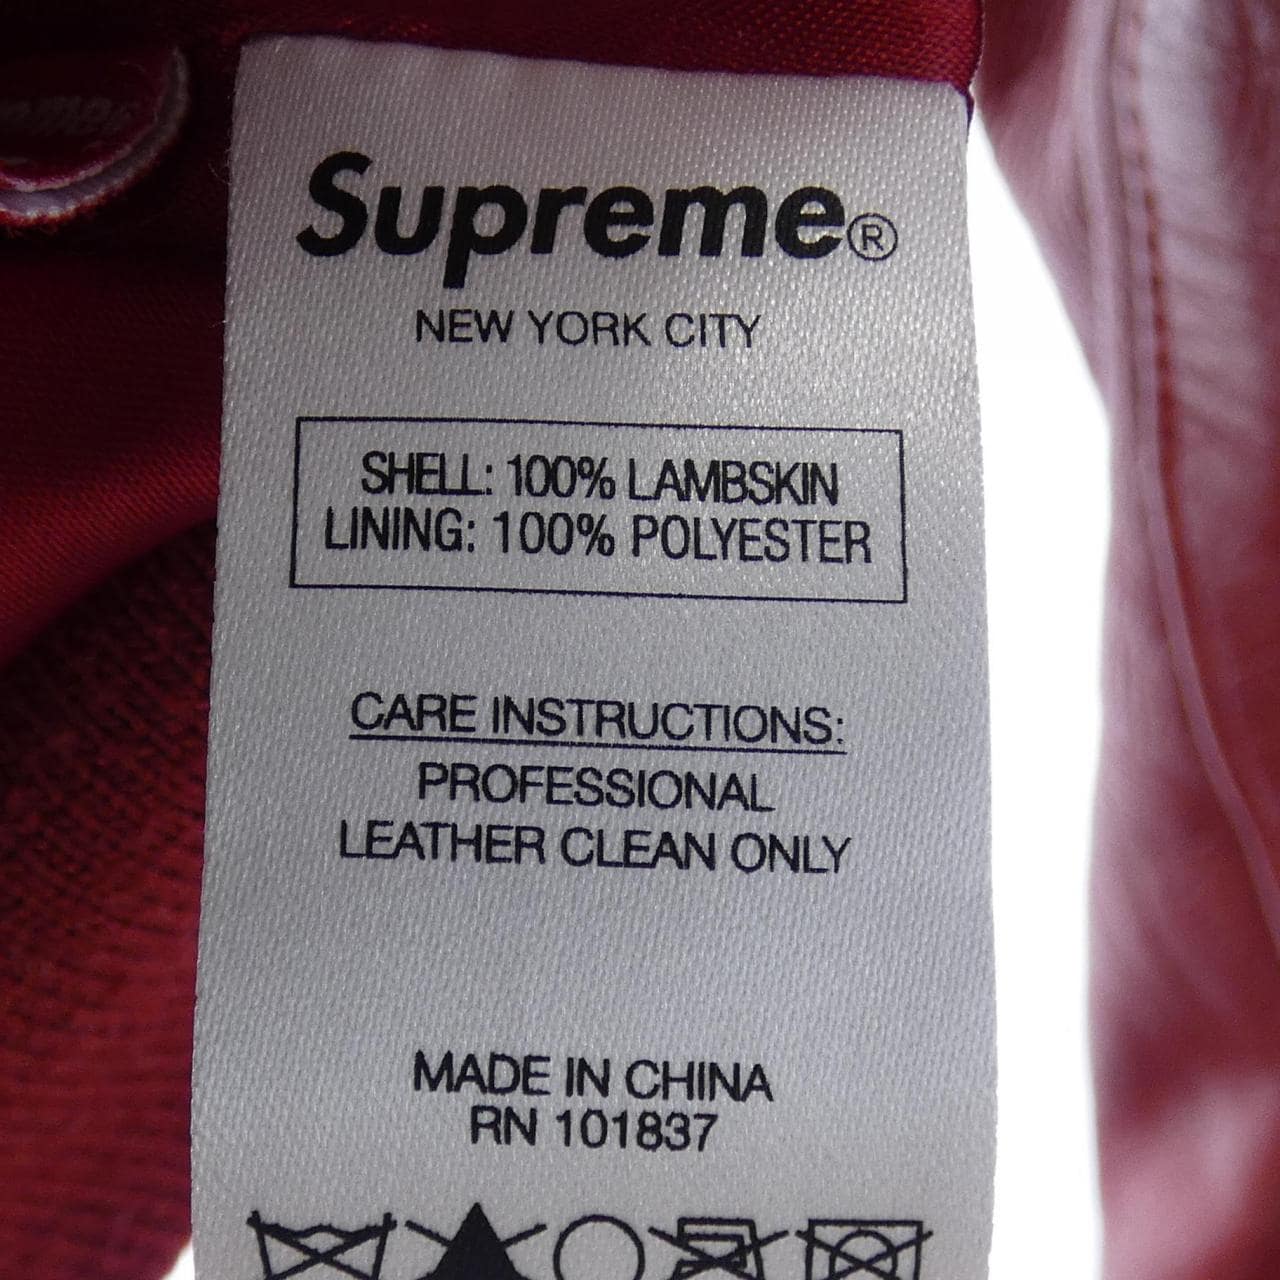 Supreme®
NEW YORK CITY
SHELL: 100% LAMBSKIN
LINING: 100% POLYESTER
CARE INSTRUCTIONS:
PROFESSIONAL
LEATHER CLEAN ONLY
MADE IN CHINA
RN 101837